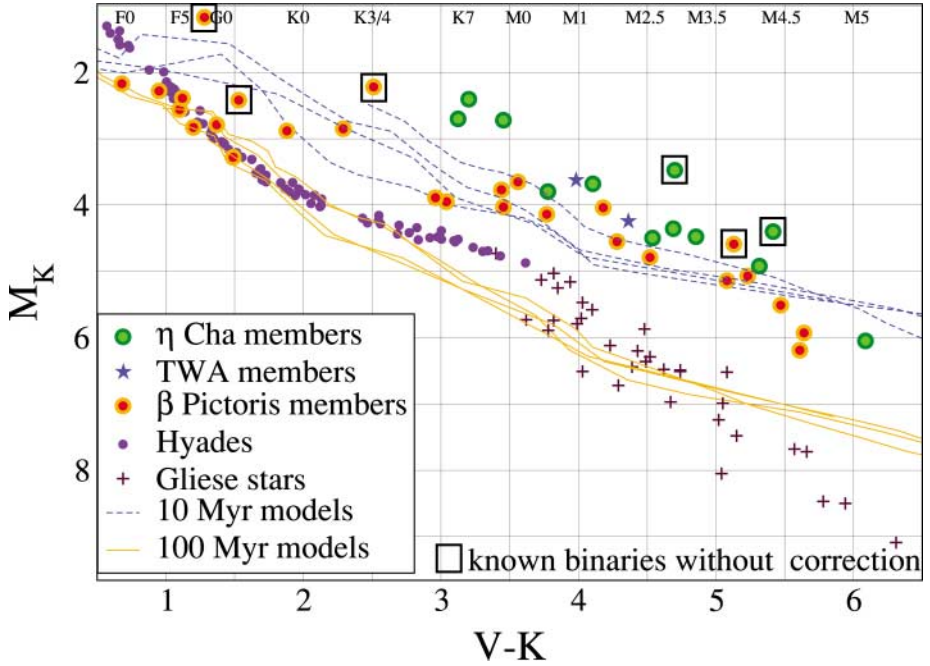 F0 F5 G0 K0 K3/4 K7 M0 M1 M2.5 M3.5 M4.5 M5
2
4
6
8
M_K
η Cha members
TWA members
β Pictoris members
Hyades
Gliese stars
10 Myr models
100 Myr models
known binaries without correction
1 2 3 4 5 6
V-K